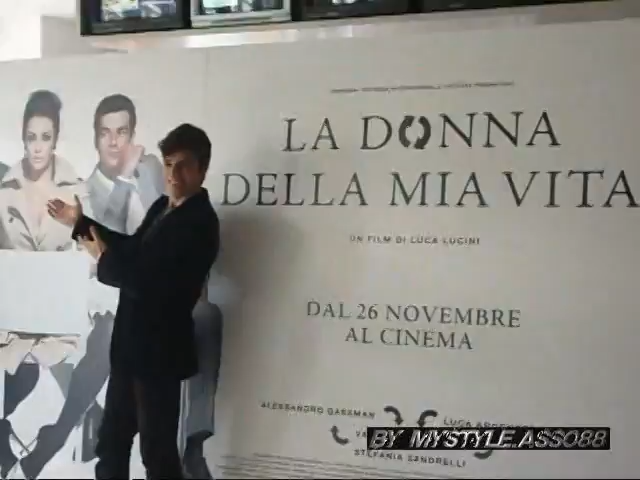 LA DONNA
DELLA MIA VITA
UN FILM DI LUCA LUCINI
DAL 26 NOVEMBRE
AL CINEMA
ALESSANDRO GASSMAN
LUCA
STEFANIA SANDRELLI
BY MYSTYLE.ASSO88